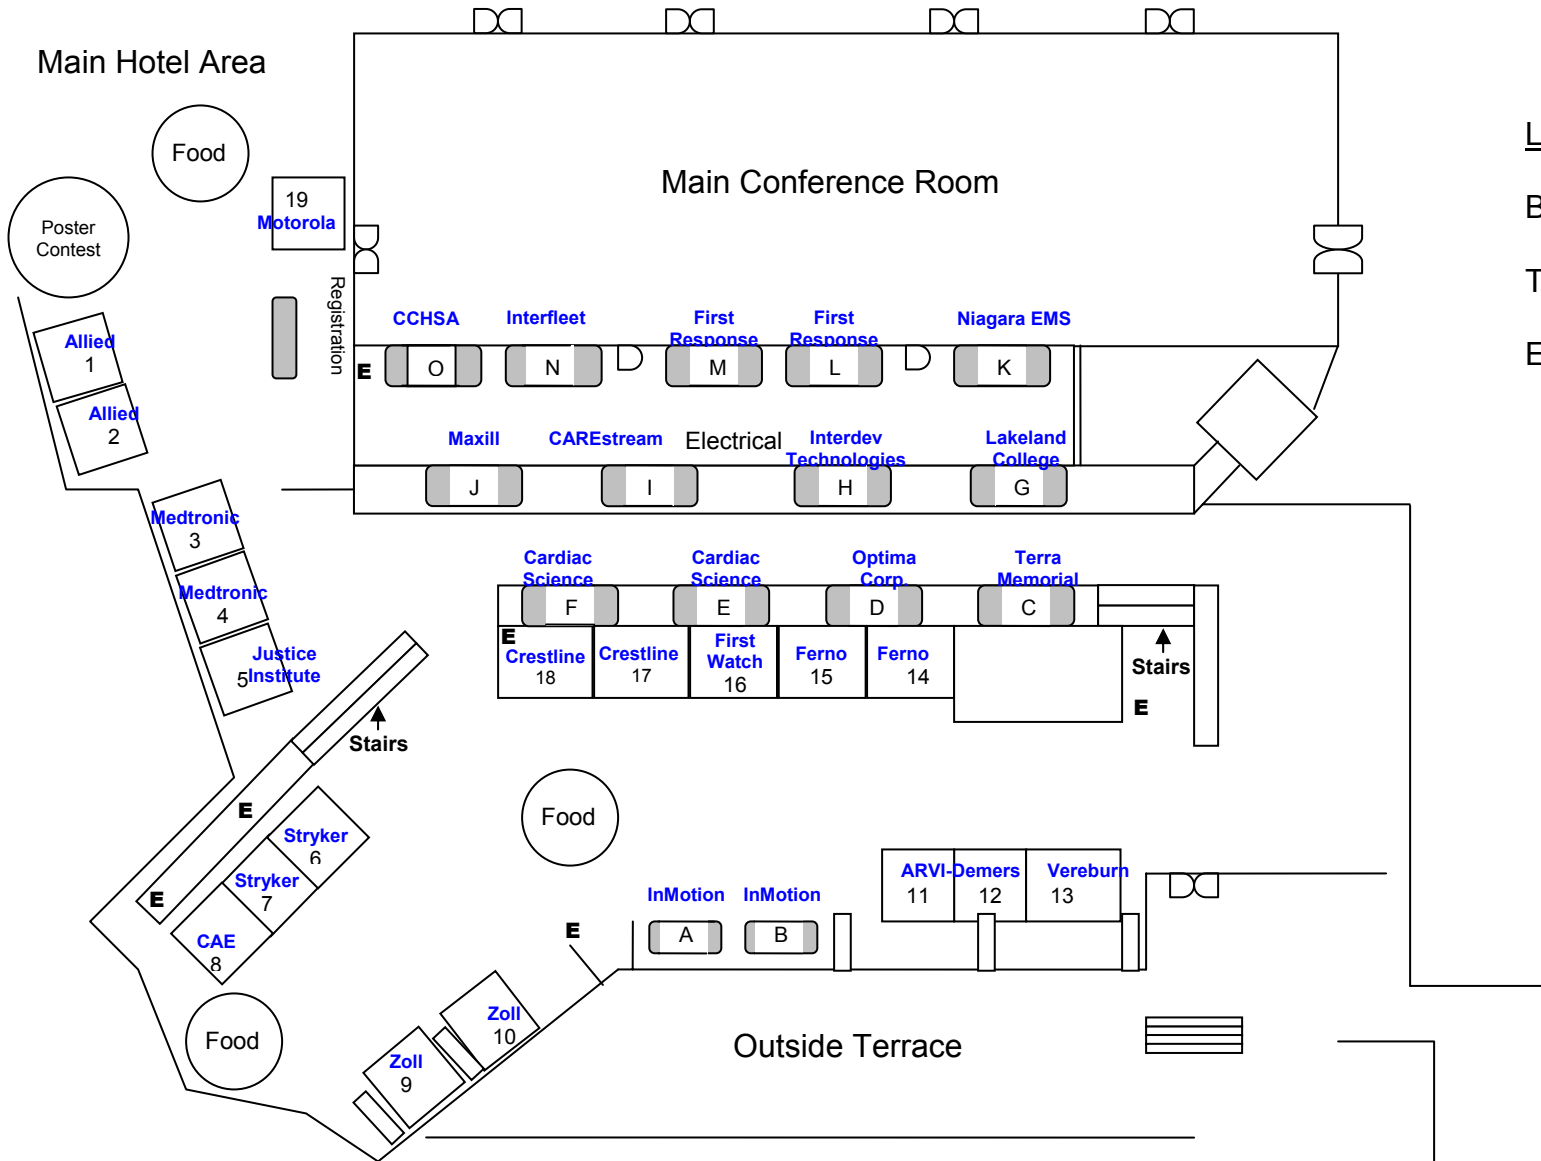 Main Hotel Area
Food
Poster
Contest
19
Motorola
Main Conference Room
L
B
T
E
Registration
Allied
1
Allied
2
CCHSA
Interfleet
First
Response
First
Response
Niagara EMS
E
O
N
M
L
K
Maxill
CAREstream
Electrical
Interdev
Technologies
Lakeland
College
J
I
H
G
Medtronic
3
Medtronic
4
Justice
Institute
5
Cardiac
Science
Cardiac
Science
Optima
Corp.
Terra
Memorial
F
E
D
C
E
Crestline
18
Crestline
17
First
Watch
16
Ferno
15
Ferno
14
Stairs
E
Stairs
E
E
Stryker
6
Stryker
7
CAE
8
Food
Food
InMotion
InMotion
A
B
E
ARVI-Demers
11
12
Vereburn
13
Zoll
10
Zoll
9
Outside Terrace